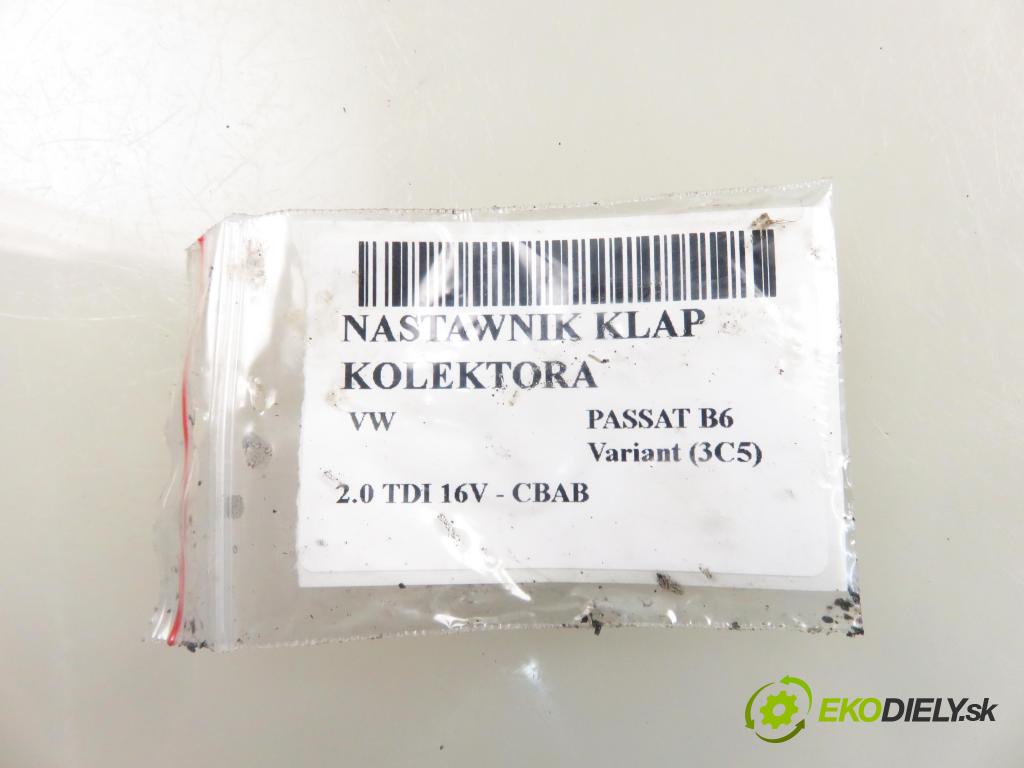 NASTAWNIK KLAP
KOLEKTORA
VW PASSAT B6
Variant (3C5)
2.0 TDI 16V - CBAB
EKODIELY.sk